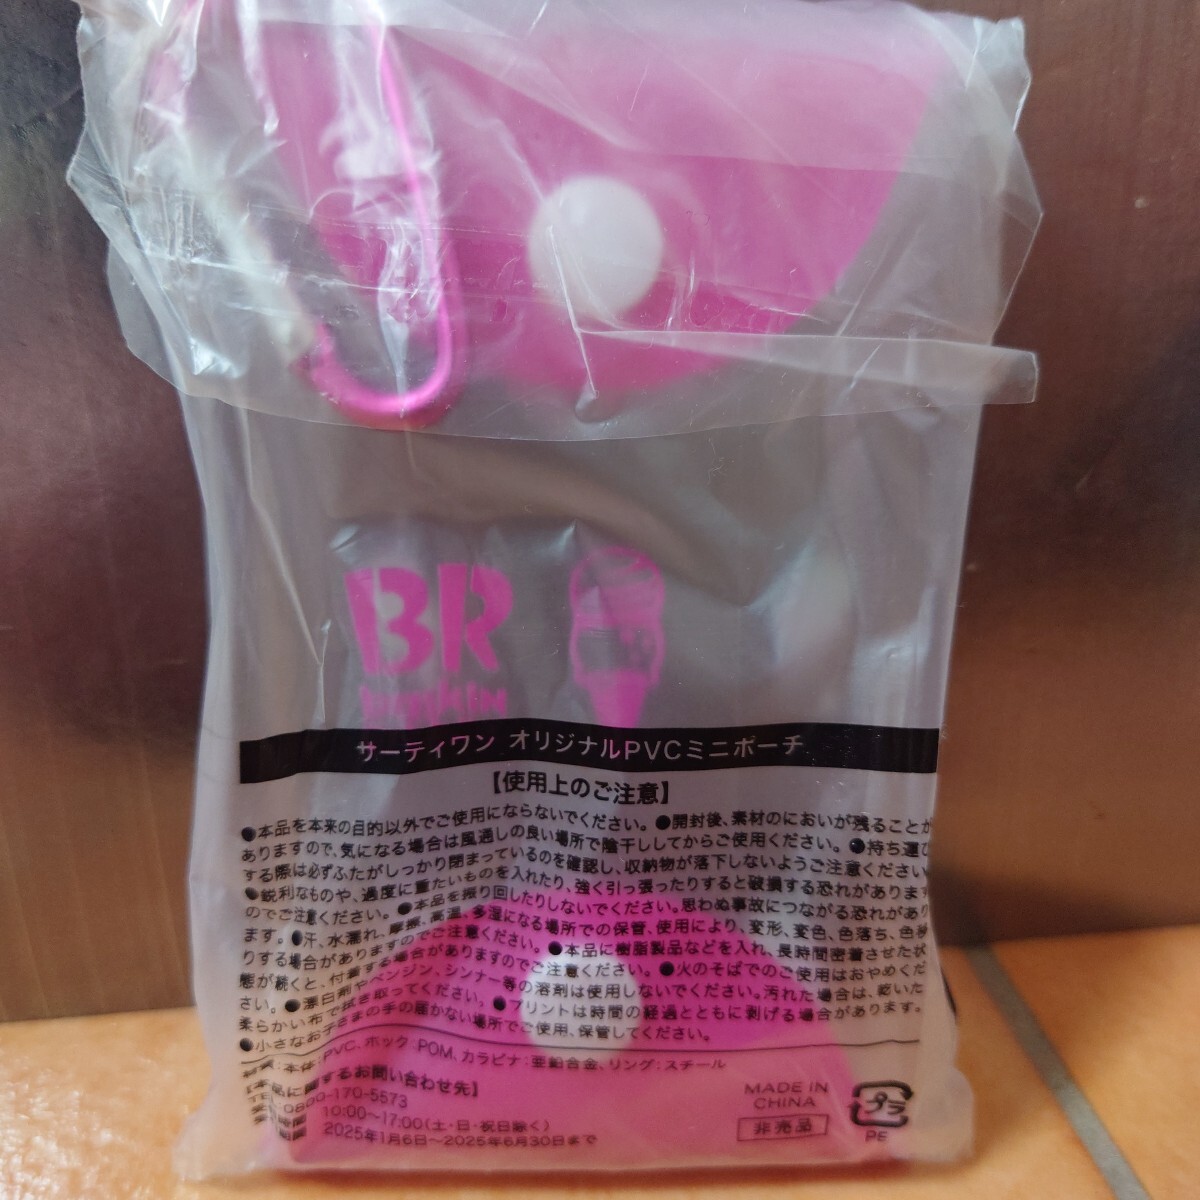 BR
サーティワン オリジナルPVCミニポーチ
【使用上のご注意】
●本品を本来の目的以外でご使用にならないでください。●開封後、素材のにおいが残ることが
ありますので、気になる場合は風通しの良い場所で陰干ししてからご使用ください。●持ち運び
する際は必ずふたがしっかり閉まっているのを確認し、収納物が落下しないようご注意ください。
●鋭利なものや、過度に重たいものを入れたり、強く引っ張ったりすると破損する恐れがあります
のでご注意ください。●本品を振り回したりしないでください。思わぬ事故につながる恐れがあり
ます。●汗、水濡れ、摩擦、高温、多湿になる場所での保管、使用により、変形、変色、色落ち、色移
りする場合がありますのでご注意ください。●本品に樹脂製品などを入れ、長時間密着させた状
態が続くと、付着する場合がありますのでご注意ください。●火のそばでのご使用はおやめくだ
さい。●漂白剤やベンジン、シンナー等の溶剤は使用しないでください。汚れた場合は、乾いた
柔らかい布で拭き取ってください。●プリントは時間の経過とともに剥げる場合があります。
●小さなお子さまの手の届かない場所でご使用、保管してください。
材質：本体：PVC、ホック：POM、カラビナ：亜鉛合金、リング：スチール
【本品に関するお問い合わせ先】
0800-170-5573
10:00〜17:00(土・日・祝日除く)
2025年1月6日〜2025年6月30日まで
MADE IN
CHINA
非売品
プラ
PE